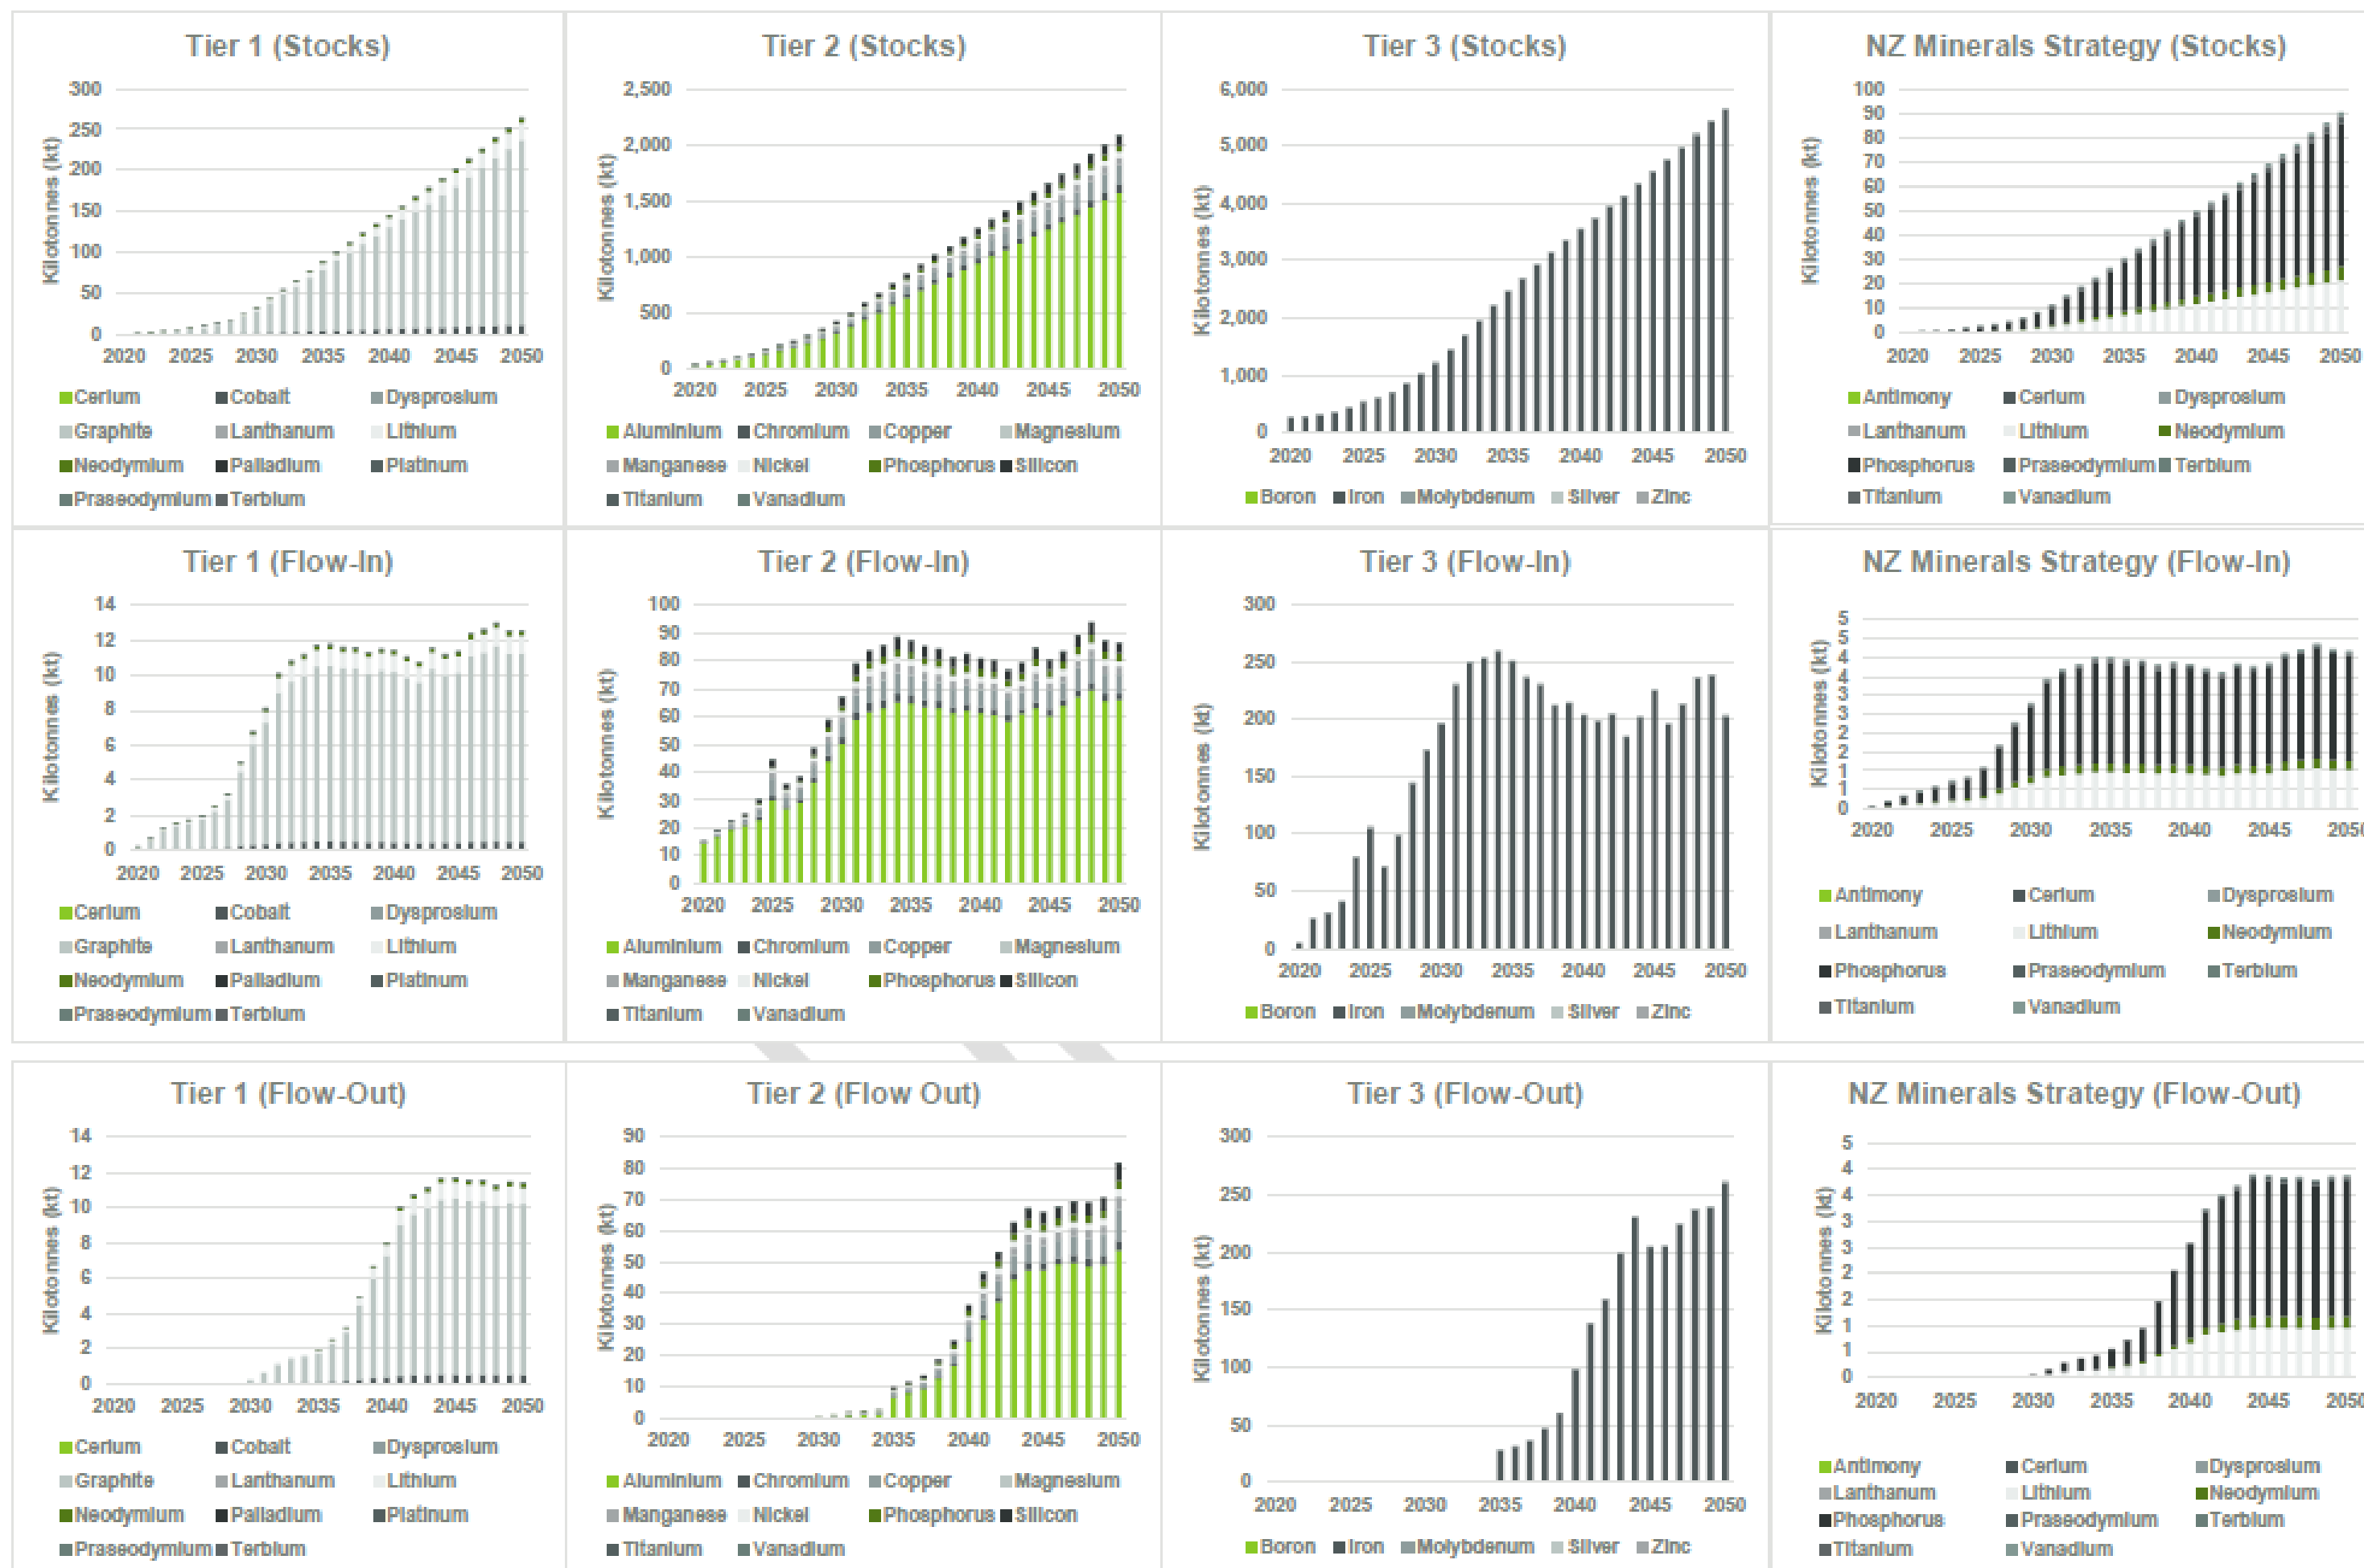 Tier 1 (Stocks)
Kilotonnes (kt)
300
250
200
150
100
50
0
2020 2025 2030 2035 2040 2045 2050
Cerium Cobalt Dysprosium
Graphite Lanthanum Lithium
Neodymium Palladium Platinum
Praseodymium Terbium
Tier 2 (Stocks)
Kilotonnes (kt)
2,500
2,000
1,500
1,000
500
0
2020 2025 2030 2035 2040 2045 2050
Aluminium Chromium Copper Magnesium
Manganese Nickel Phosphorus Silicon
Titanium Vanadium
Tier 3 (Stocks)
Kilotonnes (kt)
6,000
5,000
4,000
3,000
2,000
1,000
0
2020 2025 2030 2035 2040 2045 2050
Boron Iron Molybdenum Silver Zinc
NZ Minerals Strategy (Stocks)
Kilotonnes (kt)
100
90
80
70
60
50
40
30
20
10
0
2020 2025 2030 2035 2040 2045 2050
Antimony Cerium Dysprosium
Lanthanum Lithium Neodymium
Phosphorus Praseodymium Terbium
Titanium Vanadium
Tier 1 (Flow-In)
Kilotonnes (kt)
14
12
10
8
6
4
2
0
2020 2025 2030 2035 2040 2045 2050
Cerium Cobalt Dysprosium
Graphite Lanthanum Lithium
Neodymium Palladium Platinum
Praseodymium Terbium
Tier 2 (Flow-In)
Kilotonnes (kt)
100
90
80
70
60
50
40
30
20
10
0
2020 2025 2030 2035 2040 2045 2050
Aluminium Chromium Copper Magnesium
Manganese Nickel Phosphorus Silicon
Titanium Vanadium
Tier 3 (Flow-In)
Kilotonnes (kt)
300
250
200
150
100
50
0
2020 2025 2030 2035 2040 2045 2050
Boron Iron Molybdenum Silver Zinc
NZ Minerals Strategy (Flow-In)
Kilotonnes (kt)
5
5
4
4
3
3
2
2
1
1
0
2020 2025 2030 2035 2040 2045 2050
Antimony Cerium Dysprosium
Lanthanum Lithium Neodymium
Phosphorus Praseodymium Terbium
Titanium Vanadium
Tier 1 (Flow-Out)
Kilotonnes (kt)
14
12
10
8
6
4
2
0
2020 2025 2030 2035 2040 2045 2050
Cerium Cobalt Dysprosium
Graphite Lanthanum Lithium
Neodymium Palladium Platinum
Praseodymium Terbium
Tier 2 (Flow Out)
Kilotonnes (kt)
90
80
70
60
50
40
30
20
10
0
2020 2025 2030 2035 2040 2045 2050
Aluminium Chromium Copper Magnesium
Manganese Nickel Phosphorus Silicon
Titanium Vanadium
Tier 3 (Flow-Out)
Kilotonnes (kt)
300
250
200
150
100
50
0
2020 2025 2030 2035 2040 2045 2050
Boron Iron Molybdenum Silver Zinc
NZ Minerals Strategy (Flow-Out)
Kilotonnes (kt)
5
4
4
3
3
2
2
1
1
0
2020 2025 2030 2035 2040 2045 2050
Antimony Cerium Dysprosium
Lanthanum Lithium Neodymium
Phosphorus Praseodymium Terbium
Titanium Vanadium